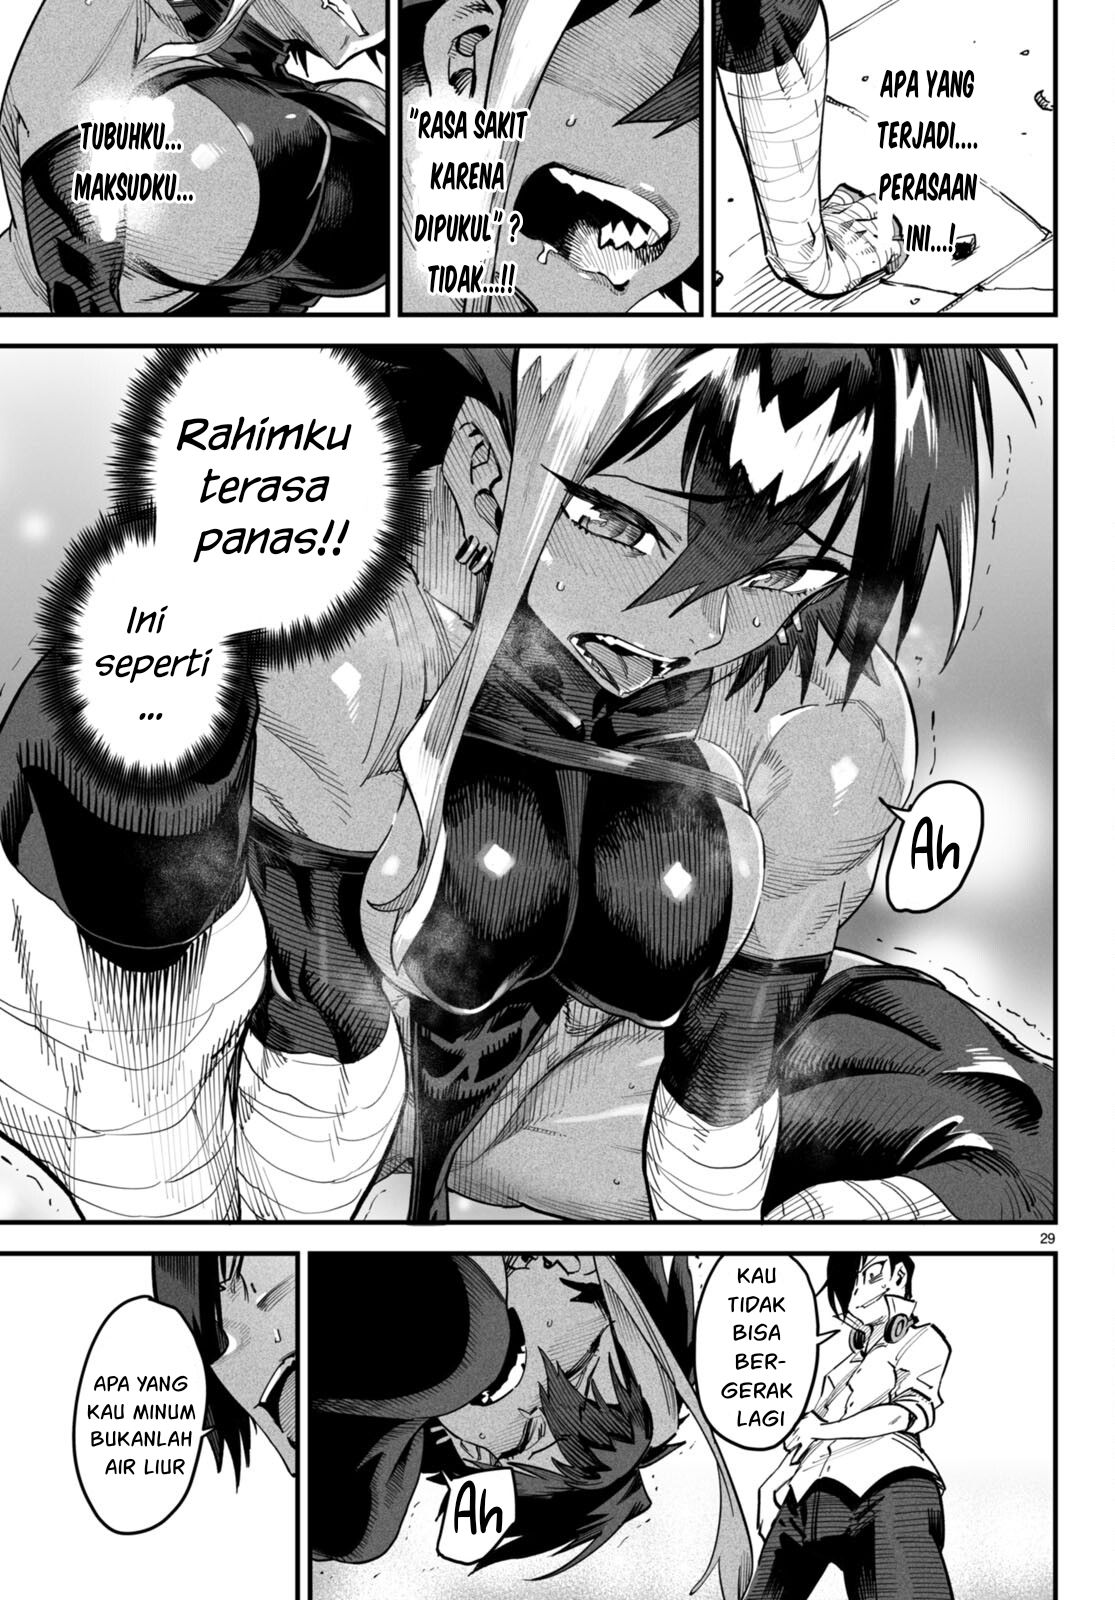 APA YANG
TERJADI....
PERASAAN
INI...!
"RASA SAKIT
KARENA
DIPUKUL" ?
TIDAK...!!
TUBUHKU...
MAKSUDKU...
Rahimku
terasa
panas!!
Ini
seperti
...
Ah
29
KAU
TIDAK
BISA
BER-
GERAK
LAGI
Ah
APA YANG
KAU MINUM
BUKANLAH
AIR LIUR